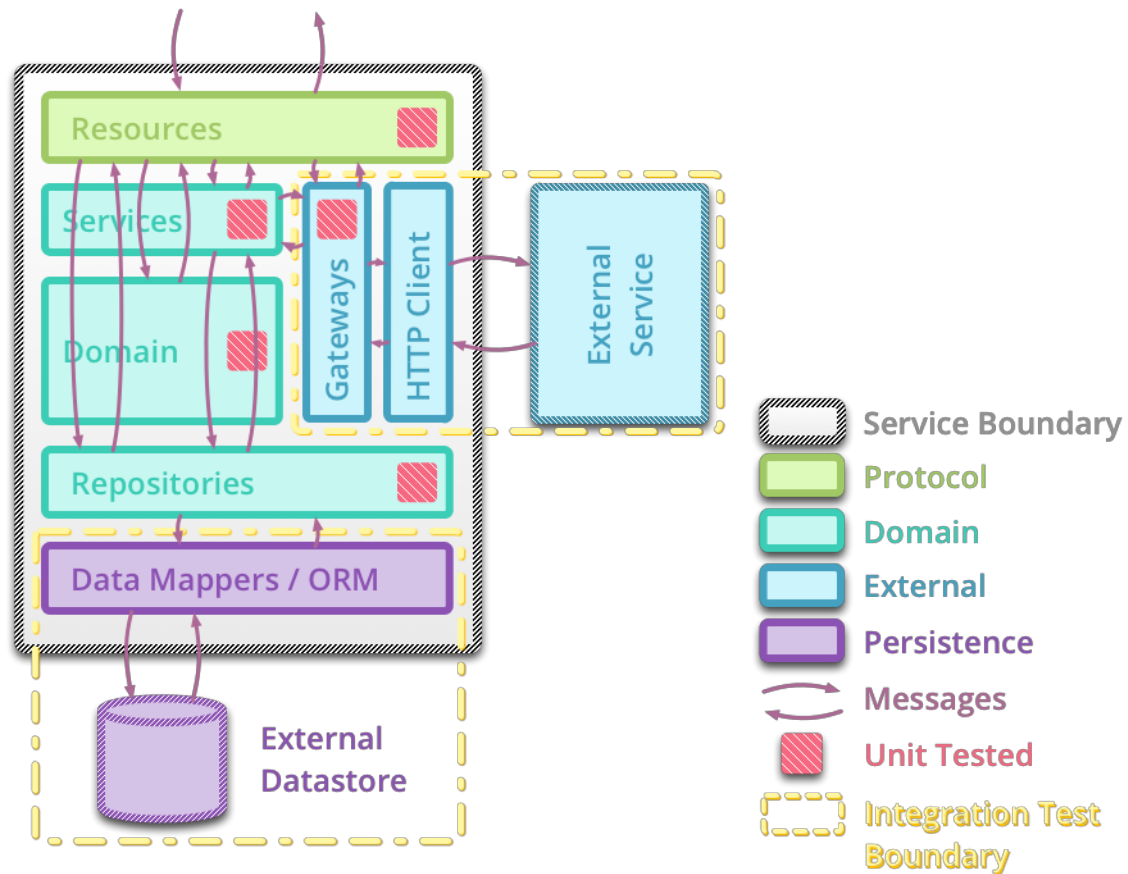 Resources
Services
Gateways
HTTP Client
External
Service
Domain
Repositories
Data Mappers / ORM
External
Datastore
Service Boundary
Protocol
Domain
External
Persistence
Messages
Unit Tested
Integration Test
Boundary